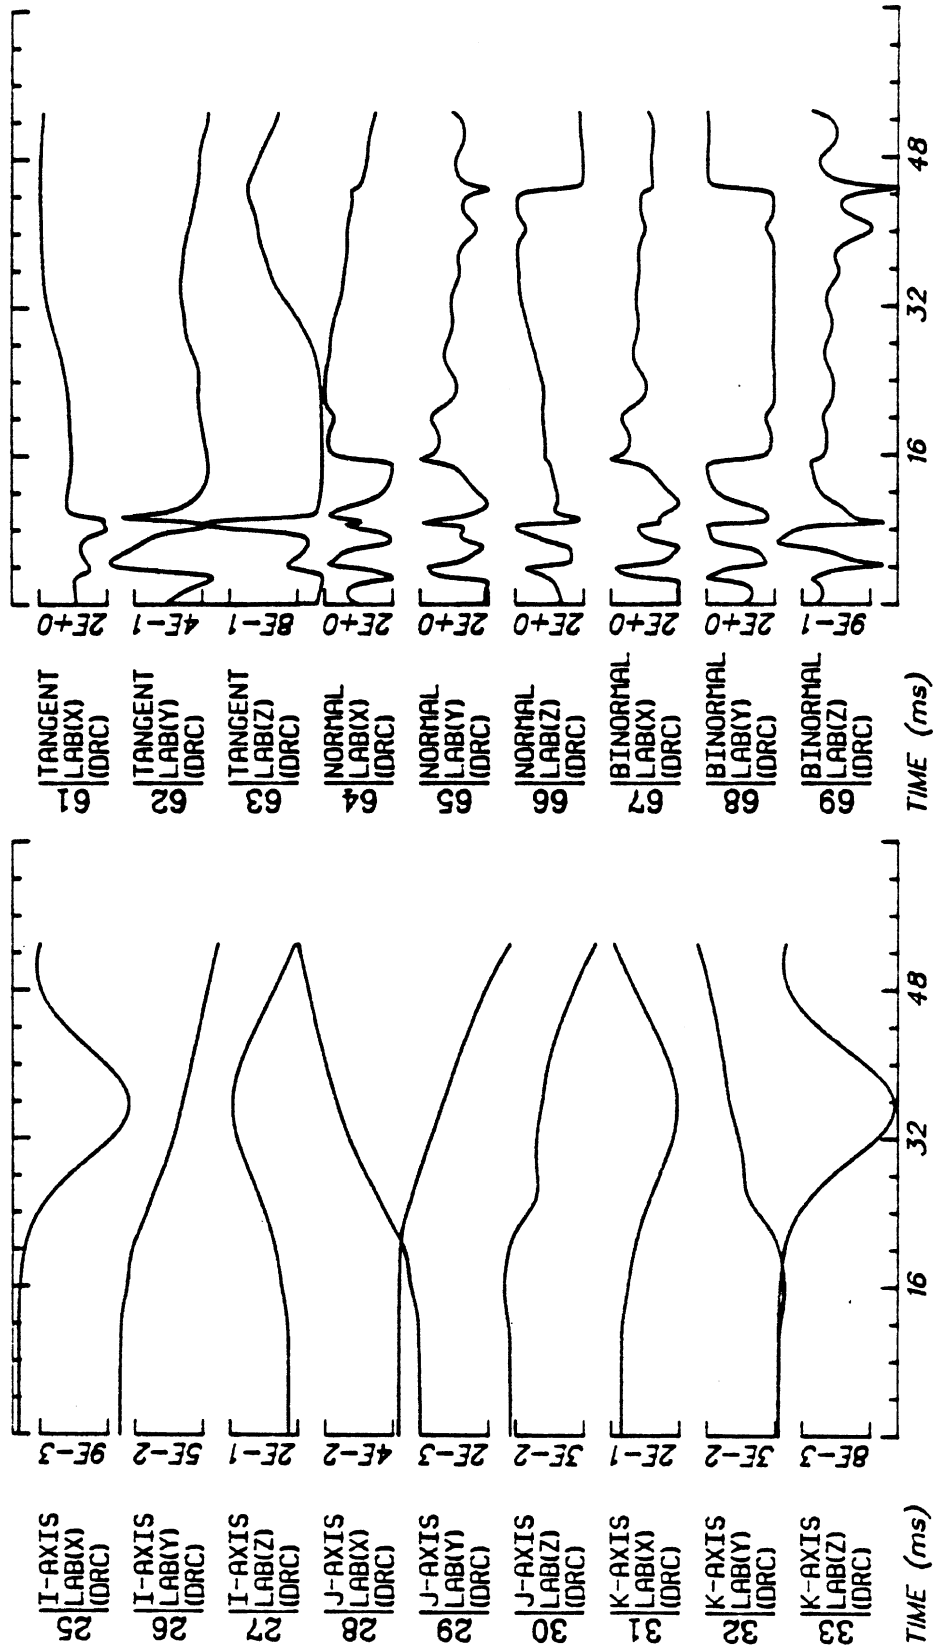 25 I-AXIS LAB(X) (DRC)
9E-3
26 I-AXIS LAB(Y) (DRC)
5E-2
27 I-AXIS LAB(Z) (DRC)
2E-1
28 J-AXIS LAB(X) (DRC)
4E-2
29 J-AXIS LAB(Y) (DRC)
2E-3
30 J-AXIS LAB(Z) (DRC)
3E-2
31 K-AXIS LAB(X) (DRC)
2E-1
32 K-AXIS LAB(Y) (DRC)
3E-2
33 K-AXIS LAB(Z) (DRC)
8E-3
TIME (ms)
16 32 48
61 TANGENT LAB(X) (DRC)
2E+0
62 TANGENT LAB(Y) (DRC)
4E-1
63 TANGENT LAB(Z) (DRC)
8E-1
64 NORMAL LAB(X) (DRC)
2E+0
65 NORMAL LAB(Y) (DRC)
2E+0
66 NORMAL LAB(Z) (DRC)
2E+0
67 BINORMAL LAB(X) (DRC)
2E+0
68 BINORMAL LAB(Y) (DRC)
2E+0
69 BINORMAL LAB(Z) (DRC)
9E-1
TIME (ms)
16 32 48